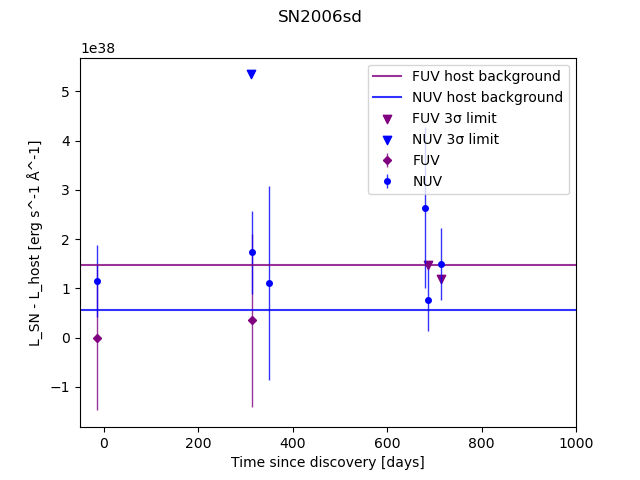 SN2006sd
1e38
L_SN - L_host [erg s^-1 Å^-1]
5
4
3
2
1
0
−1
FUV host background
NUV host background
FUV 3σ limit
NUV 3σ limit
FUV
NUV
0 200 400 600 800 1000
Time since discovery [days]